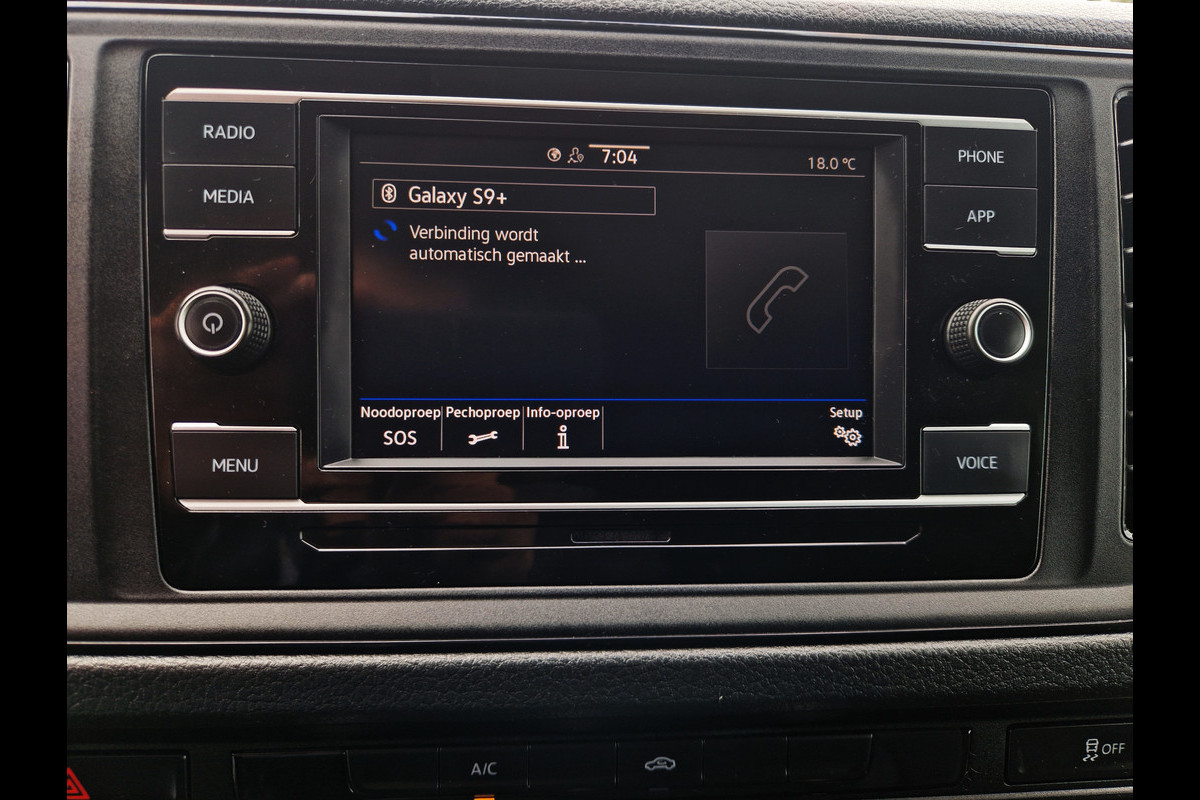 RADIO
MEDIA
MENU
7:04
18.0 °C
Galaxy S9+
Verbinding wordt
automatisch gemaakt ...
Noodoproep Pechoproep Info-oproep Setup
SOS
PHONE
APP
VOICE
A/C
OFF